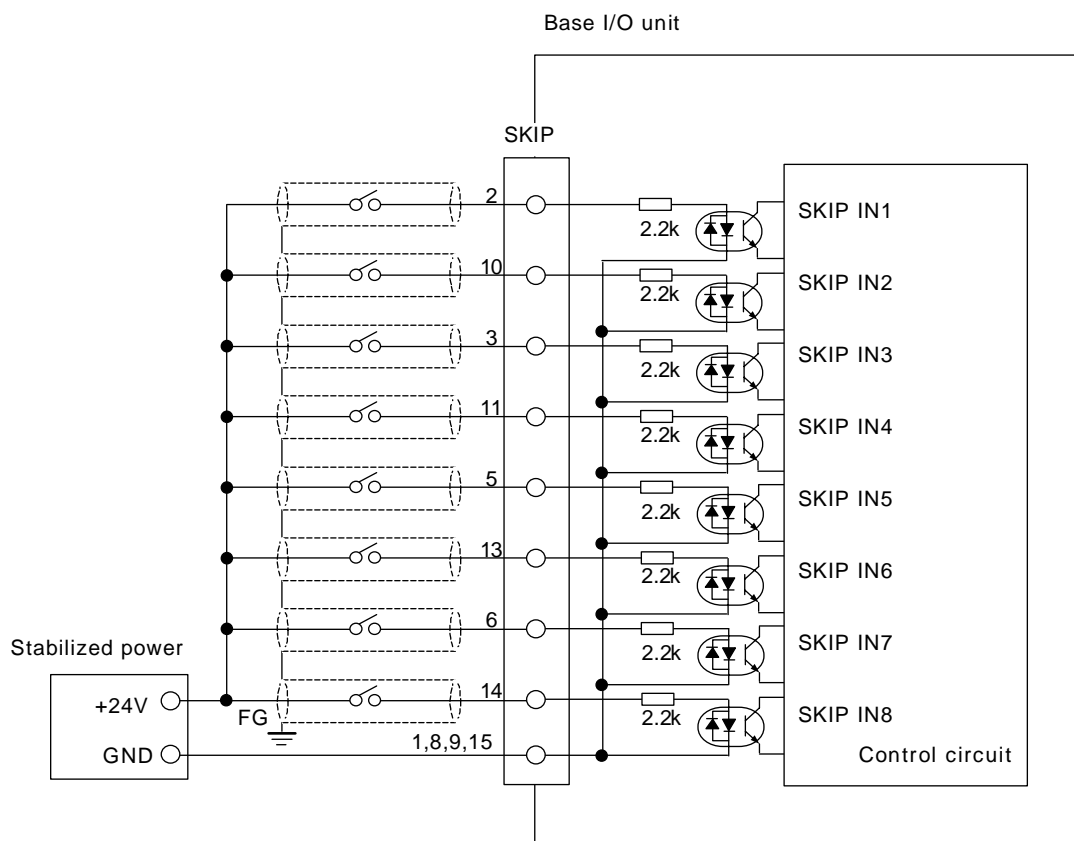 Base I/O unit
SKIP
2 2.2k SKIP IN1
10 2.2k SKIP IN2
3 2.2k SKIP IN3
11 2.2k SKIP IN4
5 2.2k SKIP IN5
13 2.2k SKIP IN6
6 2.2k SKIP IN7
Stabilized power
+24V FG 14 2.2k SKIP IN8
GND 1,8,9,15 Control circuit